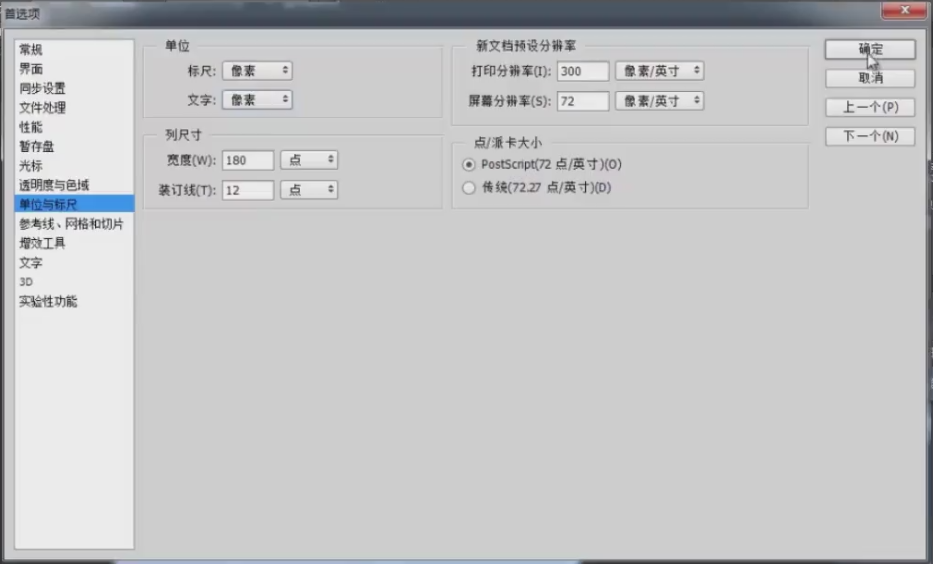 首选项
常规
界面
同步设置
文件处理
性能
暂存盘
光标
透明度与色域
单位与标尺
参考线、网格和切片
增效工具
文字
3D
实验性功能
单位
标尺: 像素
文字: 像素
列尺寸
宽度(W): 180 点
装订线(T): 12 点
新文档预设分辨率
打印分辨率(I): 300 像素/英寸
屏幕分辨率(S): 72 像素/英寸
点/派卡大小
PostScript(72 点/英寸)(O)
传统(72.27 点/英寸)(D)
确定
取消
上一个(P)
下一个(N)